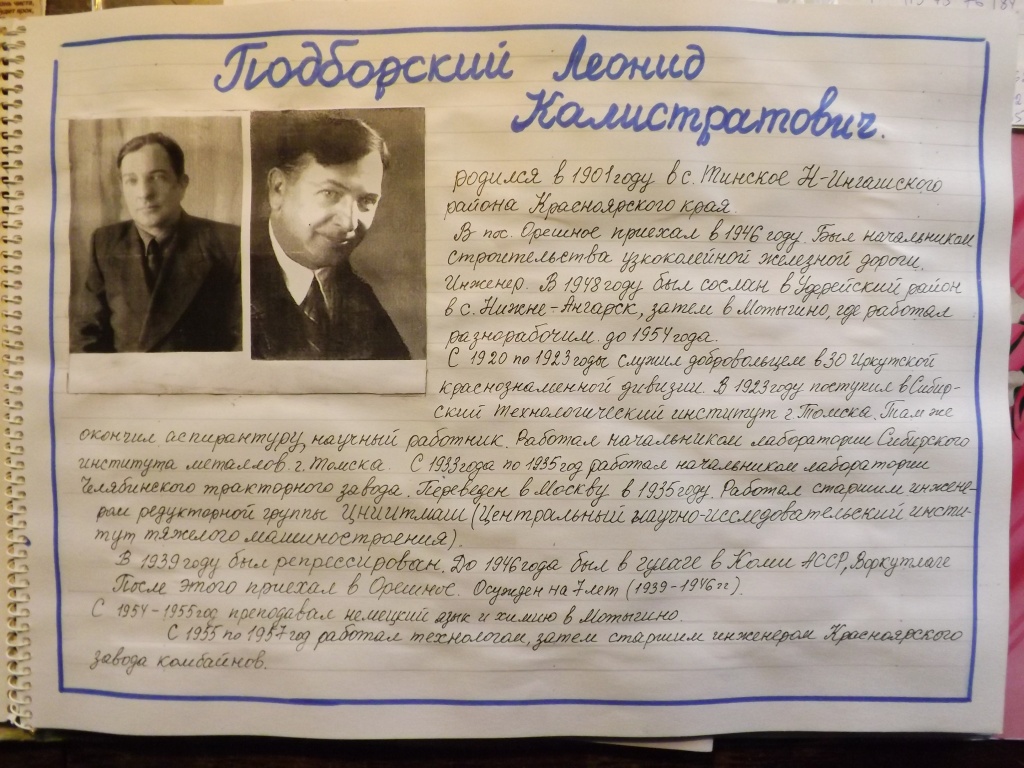 Подборский Леонид
Калистратович.
родился в 1901 году в с. Тинское Н-Ингашского
района Красноярского края.
В пос. Орешное приехал в 1946 году. Был начальником
строительства узкоколейной железной дороги.
Инженер. В 1948 году был сослан в Удерейский район
в с. Нижне-Ангарск, затем в Мотыгино, где работал
разнорабочим до 1954 года.
С 1920 по 1923 годы служил добровольцем в 30 Иркутской
краснознаменной дивизии. В 1923 году поступил в Сибир-
ский технологический институт г. Томска. Там же
окончил аспирантуру, научный работник. Работал начальником лаборатории Сибирского
института металлов г. Томска. С 1933 года по 1935 год работал начальником лаборатории
Челябинского тракторного завода. Переведен в Москву в 1935 году. Работал старшим инжене-
ром редукторной группы ЦНИИТМАШ (Центральный научно-исследовательский инсти-
тут тяжелого машиностроения).
В 1939 году был репрессирован. До 1946 года был в гулаге в Коми АССР, Воркутлаге
После этого приехал в Орешное. Осужден на 7 лет (1939-1946 гг).
С 1954-1955 год преподавал немецкий язык и химию в Мотыгино.
С 1955 по 1957 год работал технологом, затем старшим инженером Красноярского
завода комбайнов.